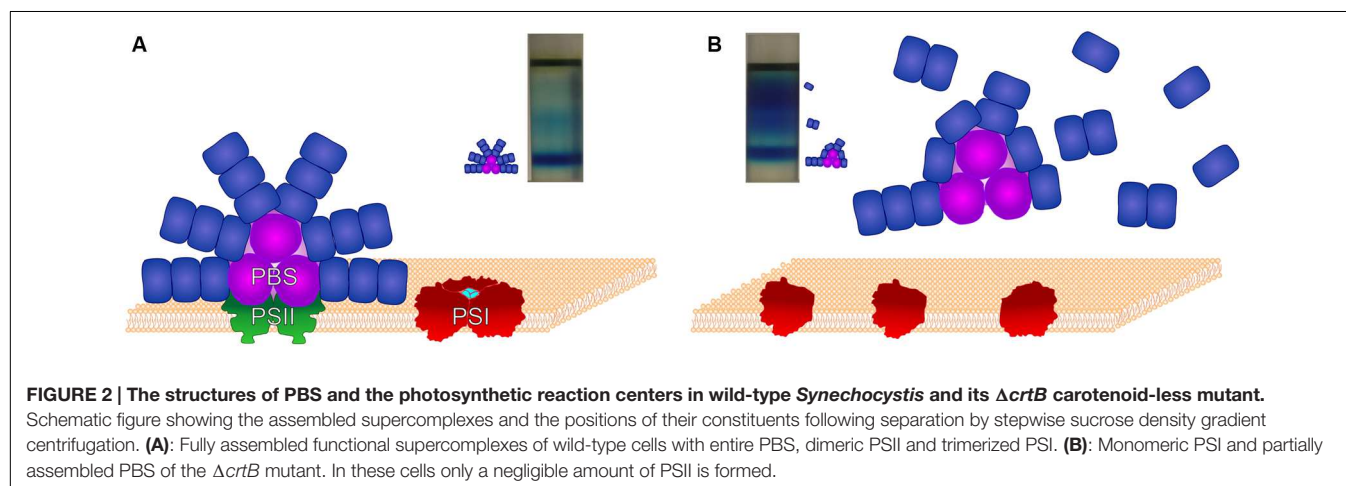 A
B
PBS
PSII
PSI
FIGURE 2 | The structures of PBS and the photosynthetic reaction centers in wild-type Synechocystis and its ΔcrtB carotenoid-less mutant.
Schematic figure showing the assembled supercomplexes and the positions of their constituents following separation by stepwise sucrose density gradient
centrifugation. (A): Fully assembled functional supercomplexes of wild-type cells with entire PBS, dimeric PSII and trimerized PSI. (B): Monomeric PSI and partially
assembled PBS of the ΔcrtB mutant. In these cells only a negligible amount of PSII is formed.